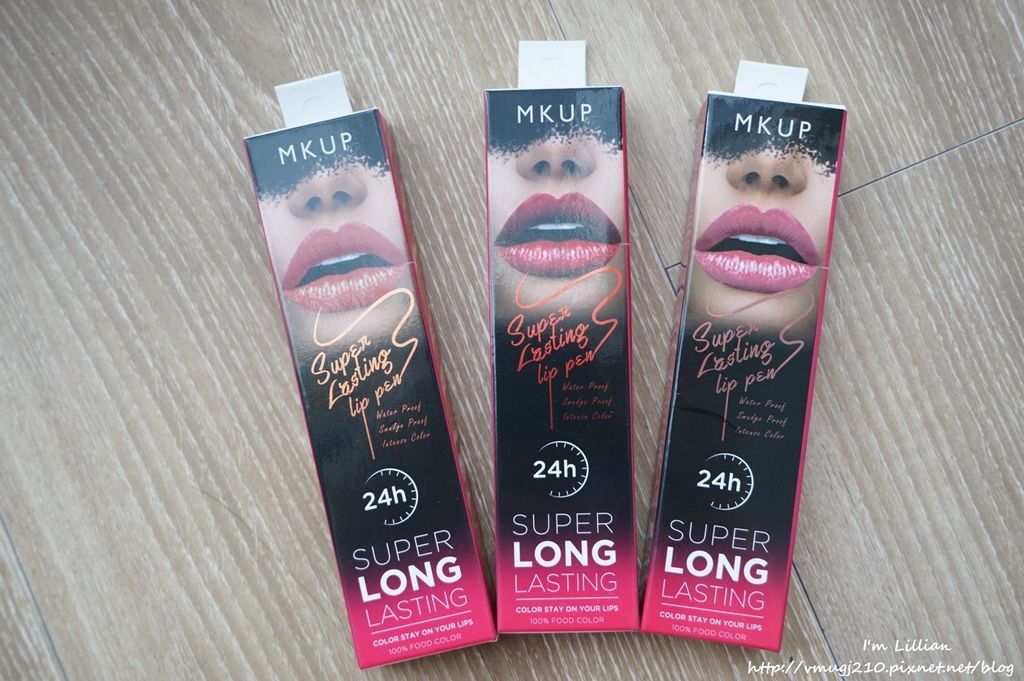 MKUP
Super
Lasting
lip pen
Water Proof
Smudge Proof
Intense Color
24h
SUPER
LONG
LASTING
COLOR STAY ON YOUR LIPS
100% FOOD COLOR
MKUP
Super
Lasting
lip pen
Water Proof
Smudge Proof
Intense Color
24h
SUPER
LONG
LASTING
COLOR STAY ON YOUR LIPS
100% FOOD COLOR
MKUP
Super
Lasting
lip pen
Water Proof
Smudge Proof
Intense Color
24h
SUPER
LONG
LASTING
COLOR STAY ON YOUR LIPS
100% FOOD COLOR
I'm Lillian
http://vmugj210.pixnet.net/blog